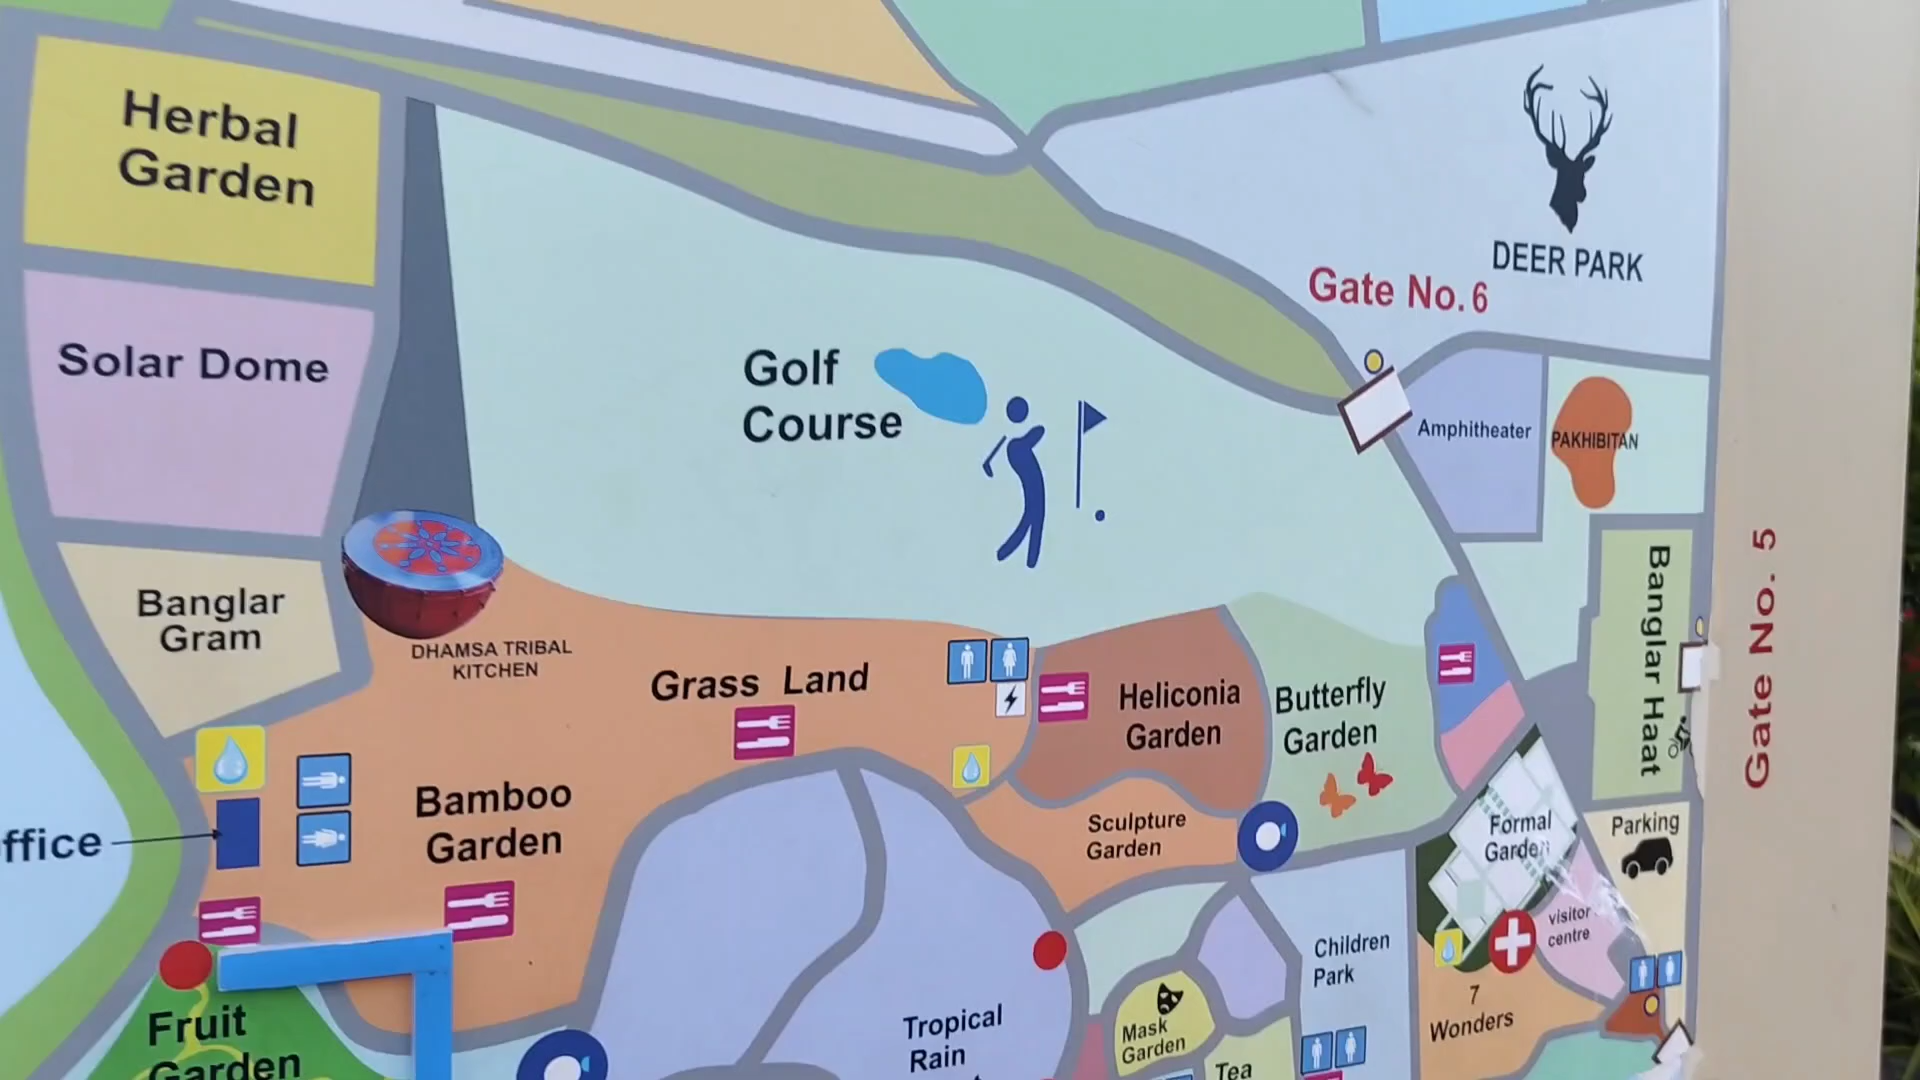 Herbal
Garden
DEER PARK
Gate No. 6
Solar Dome
Golf
Course
Amphitheater
PAKHIBITAN
Banglar
Gram
DHAMSA TRIBAL
KITCHEN
Banglar Haat
Gate No. 5
Grass Land
Heliconia
Garden
Butterfly
Garden
Bamboo
Garden
Sculpture
Garden
Formal
Garden
Parking
visitor
centre
Children
Park
7
Wonders
Fruit
Garden
Tropical
Rain
Mask
Garden
Tea